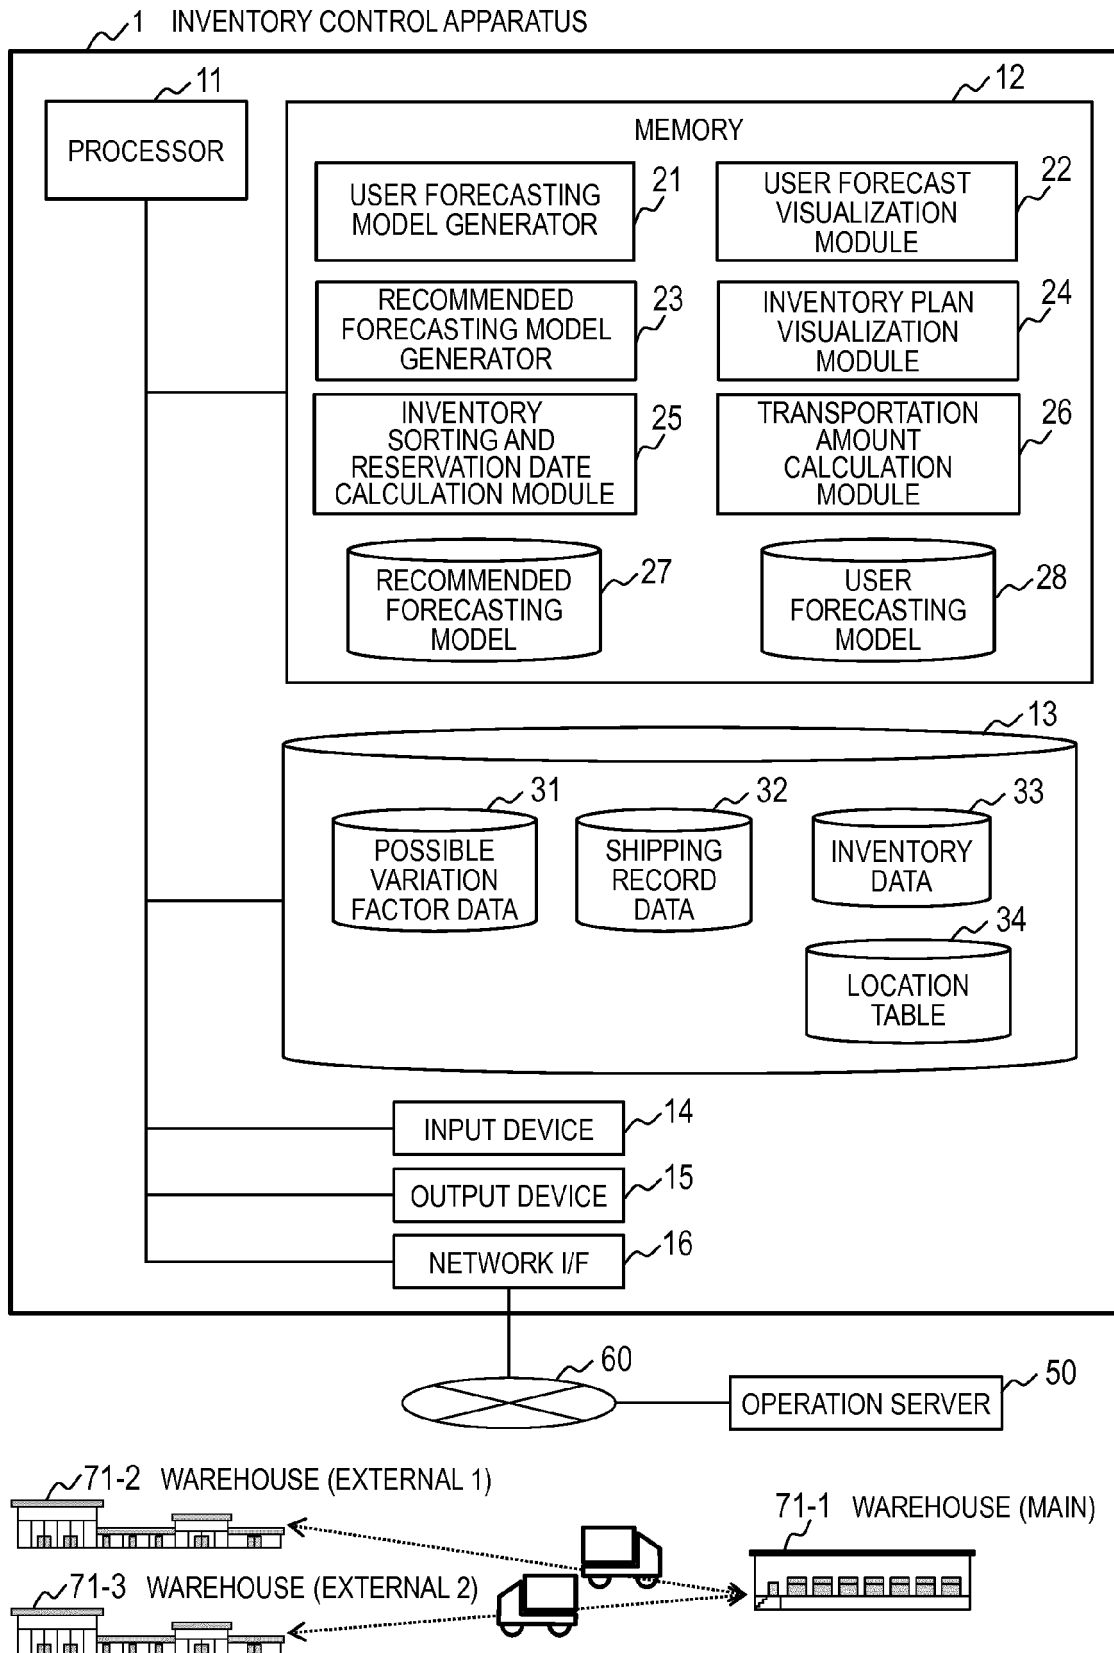 1 INVENTORY CONTROL APPARATUS
11
PROCESSOR
12
MEMORY
USER FORECASTING
MODEL GENERATOR
21
USER FORECAST
VISUALIZATION
MODULE
22
RECOMMENDED
FORECASTING MODEL
GENERATOR
23
INVENTORY PLAN
VISUALIZATION
MODULE
24
INVENTORY
SORTING AND
RESERVATION DATE
CALCULATION MODULE
25
TRANSPORTATION
AMOUNT
CALCULATION
MODULE
26
RECOMMENDED
FORECASTING
MODEL
27
USER
FORECASTING
MODEL
28
13
31
POSSIBLE
VARIATION
FACTOR DATA
32
SHIPPING
RECORD
DATA
33
INVENTORY
DATA
34
LOCATION
TABLE
INPUT DEVICE
14
OUTPUT DEVICE
15
NETWORK I/F
16
60
OPERATION SERVER
50
71-2 WAREHOUSE (EXTERNAL 1)
71-1 WAREHOUSE (MAIN)
71-3 WAREHOUSE (EXTERNAL 2)